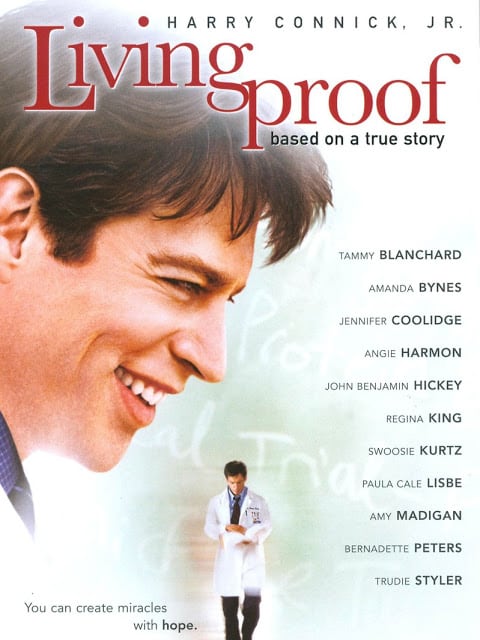 HARRY CONNICK, JR.
Living
proof
based on a true story
TAMMY BLANCHARD
AMANDA BYNES
JENNIFER COOLIDGE
ANGIE HARMON
JOHN BENJAMIN HICKEY
REGINA KING
SWOOSIE KURTZ
PAULA CALE LISBE
AMY MADIGAN
BERNADETTE PETERS
TRUDIE STYLER
Trial
You can create miracles
with hope.